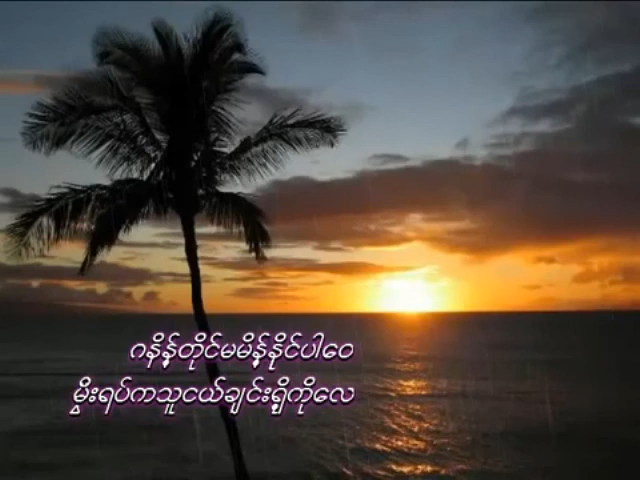 ဂနိန့်တိုင်မမိန့်နိုင်ပါဝေ
မွှီးရပ်ကသူငယ်ချင်းရှိကိုလေ